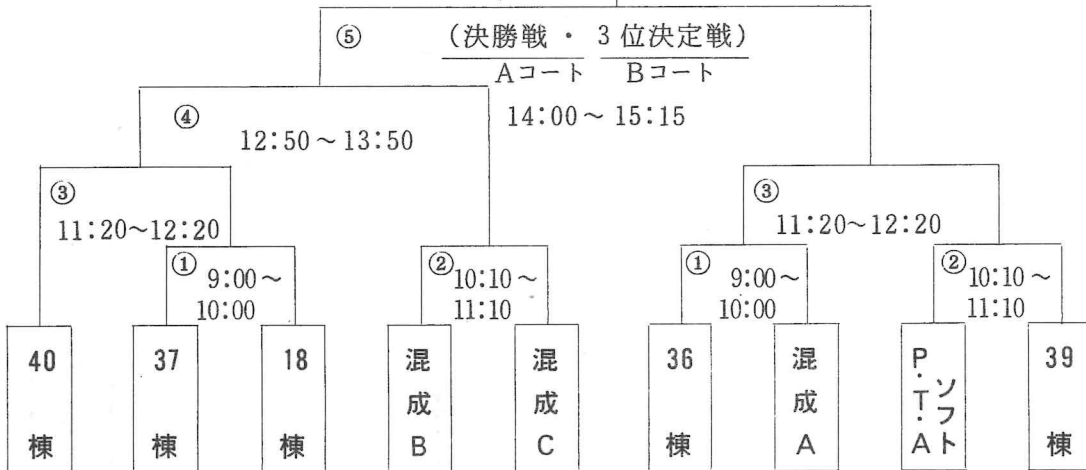 ⑤ (決勝戦・3位決定戦)
Aコート Bコート
14:00～15:15
④
12:50～13:50
③
11:20～12:20
③
11:20～12:20
①
9:00～
10:00
②
10:10～
11:10
①
9:00～
10:00
②
10:10～
11:10
40棟
37棟
18棟
混成B
混成C
36棟
混成A
P.T.A
ソフト
39棟